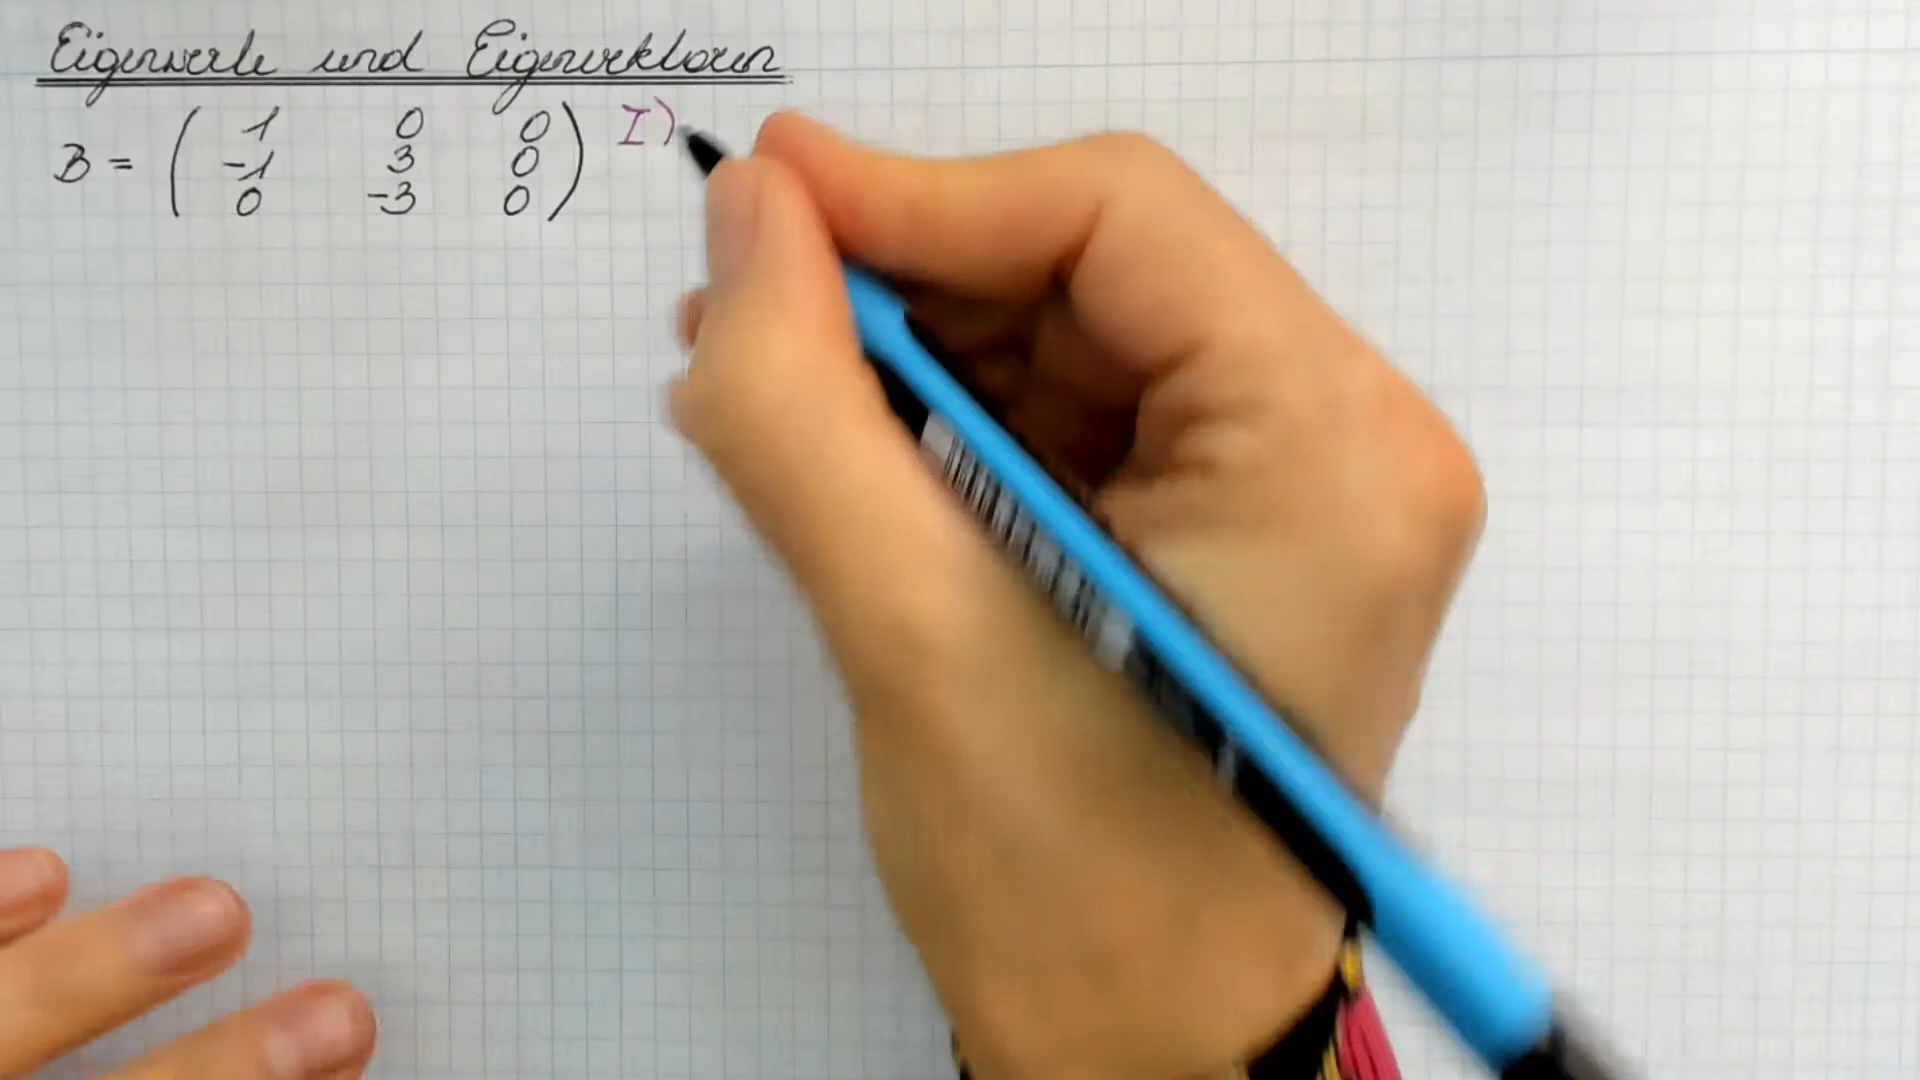 Eigenwerte und Eigenvektoren
B = ( 1 0 0 ) I)
-1 3 0
0 -3 0